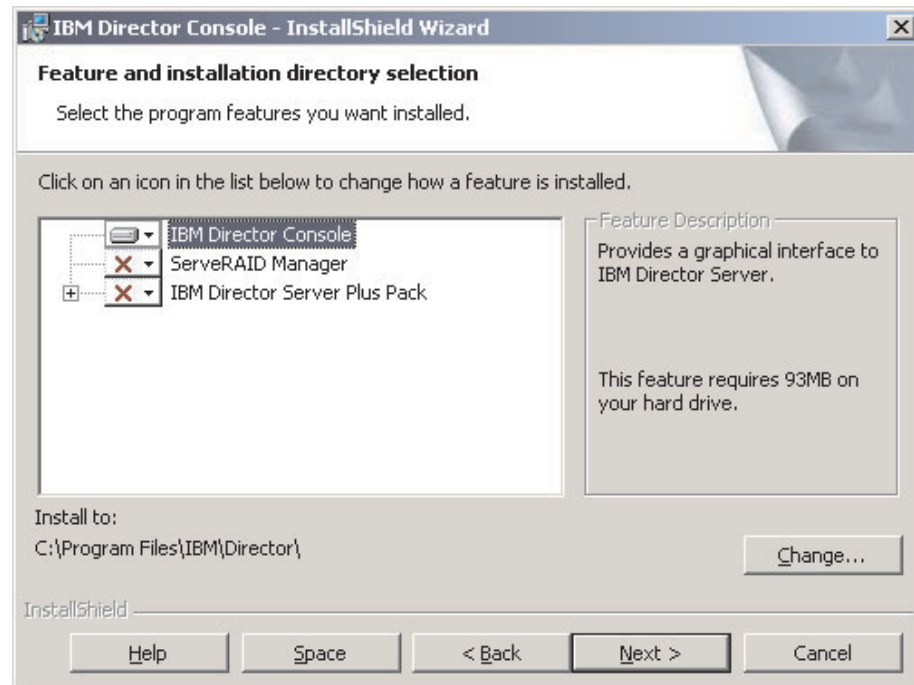 IBM Director Console - InstallShield Wizard
Feature and installation directory selection
Select the program features you want installed.
Click on an icon in the list below to change how a feature is installed.
IBM Director Console
ServeRAID Manager
IBM Director Server Plus Pack
Feature Description
Provides a graphical interface to
IBM Director Server.
This feature requires 93MB on
your hard drive.
Install to:
C:\Program Files\IBM\Director\
Change...
InstallShield
Help
Space
< Back
Next >
Cancel